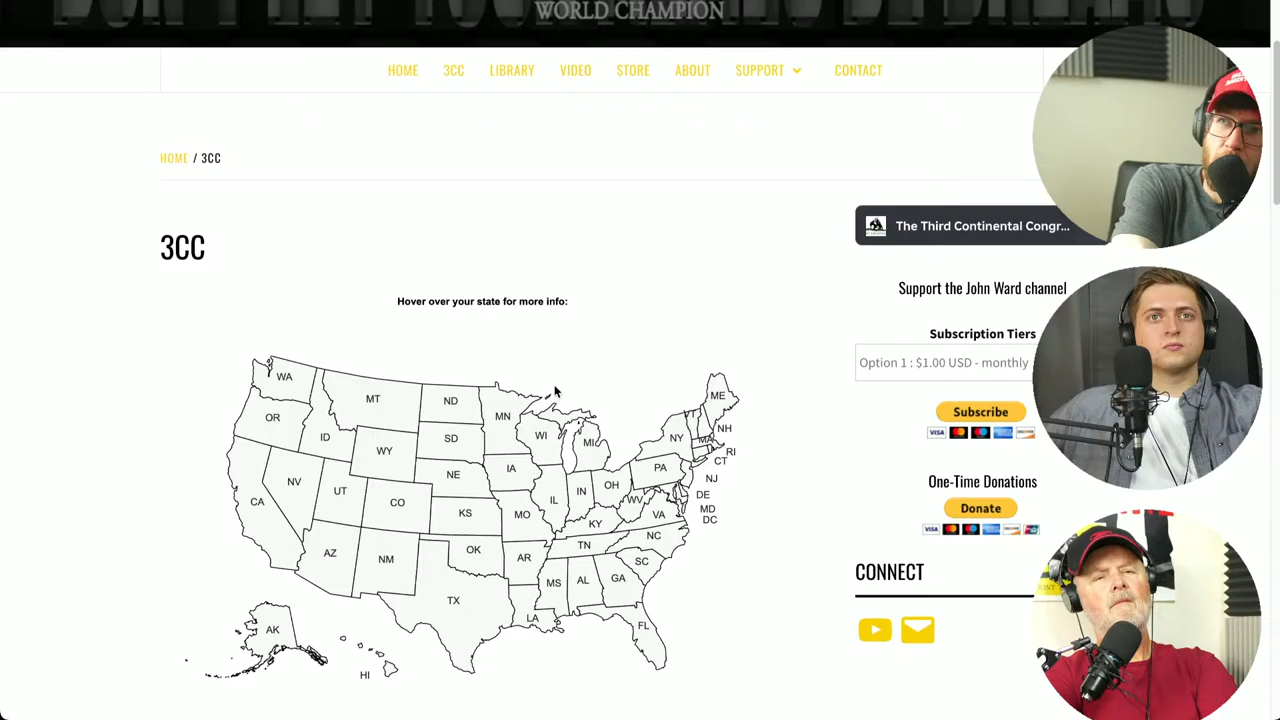 WORLD CHAMPION
HOME 3CC LIBRARY VIDEO STORE ABOUT SUPPORT CONTACT
HOME / 3CC
3CC
Hover over your state for more info:
WA
OR
CA
ID
NV
MT
WY
UT
AZ
CO
NM
ND
SD
NE
KS
OK
TX
MN
IA
MO
AR
LA
WI
IL
MS
MI
IN
KY
TN
AL
OH
WV
GA
FL
SC
NC
VA
PA
NY
ME
NH
MA
RI
CT
NJ
DE
MD
DC
AK
HI
The Third Continental Congr...
Support the John Ward channel
Subscription Tiers
Option 1 : $1.00 USD - monthly
Subscribe
VISA
One-Time Donations
Donate
VISA
CONNECT